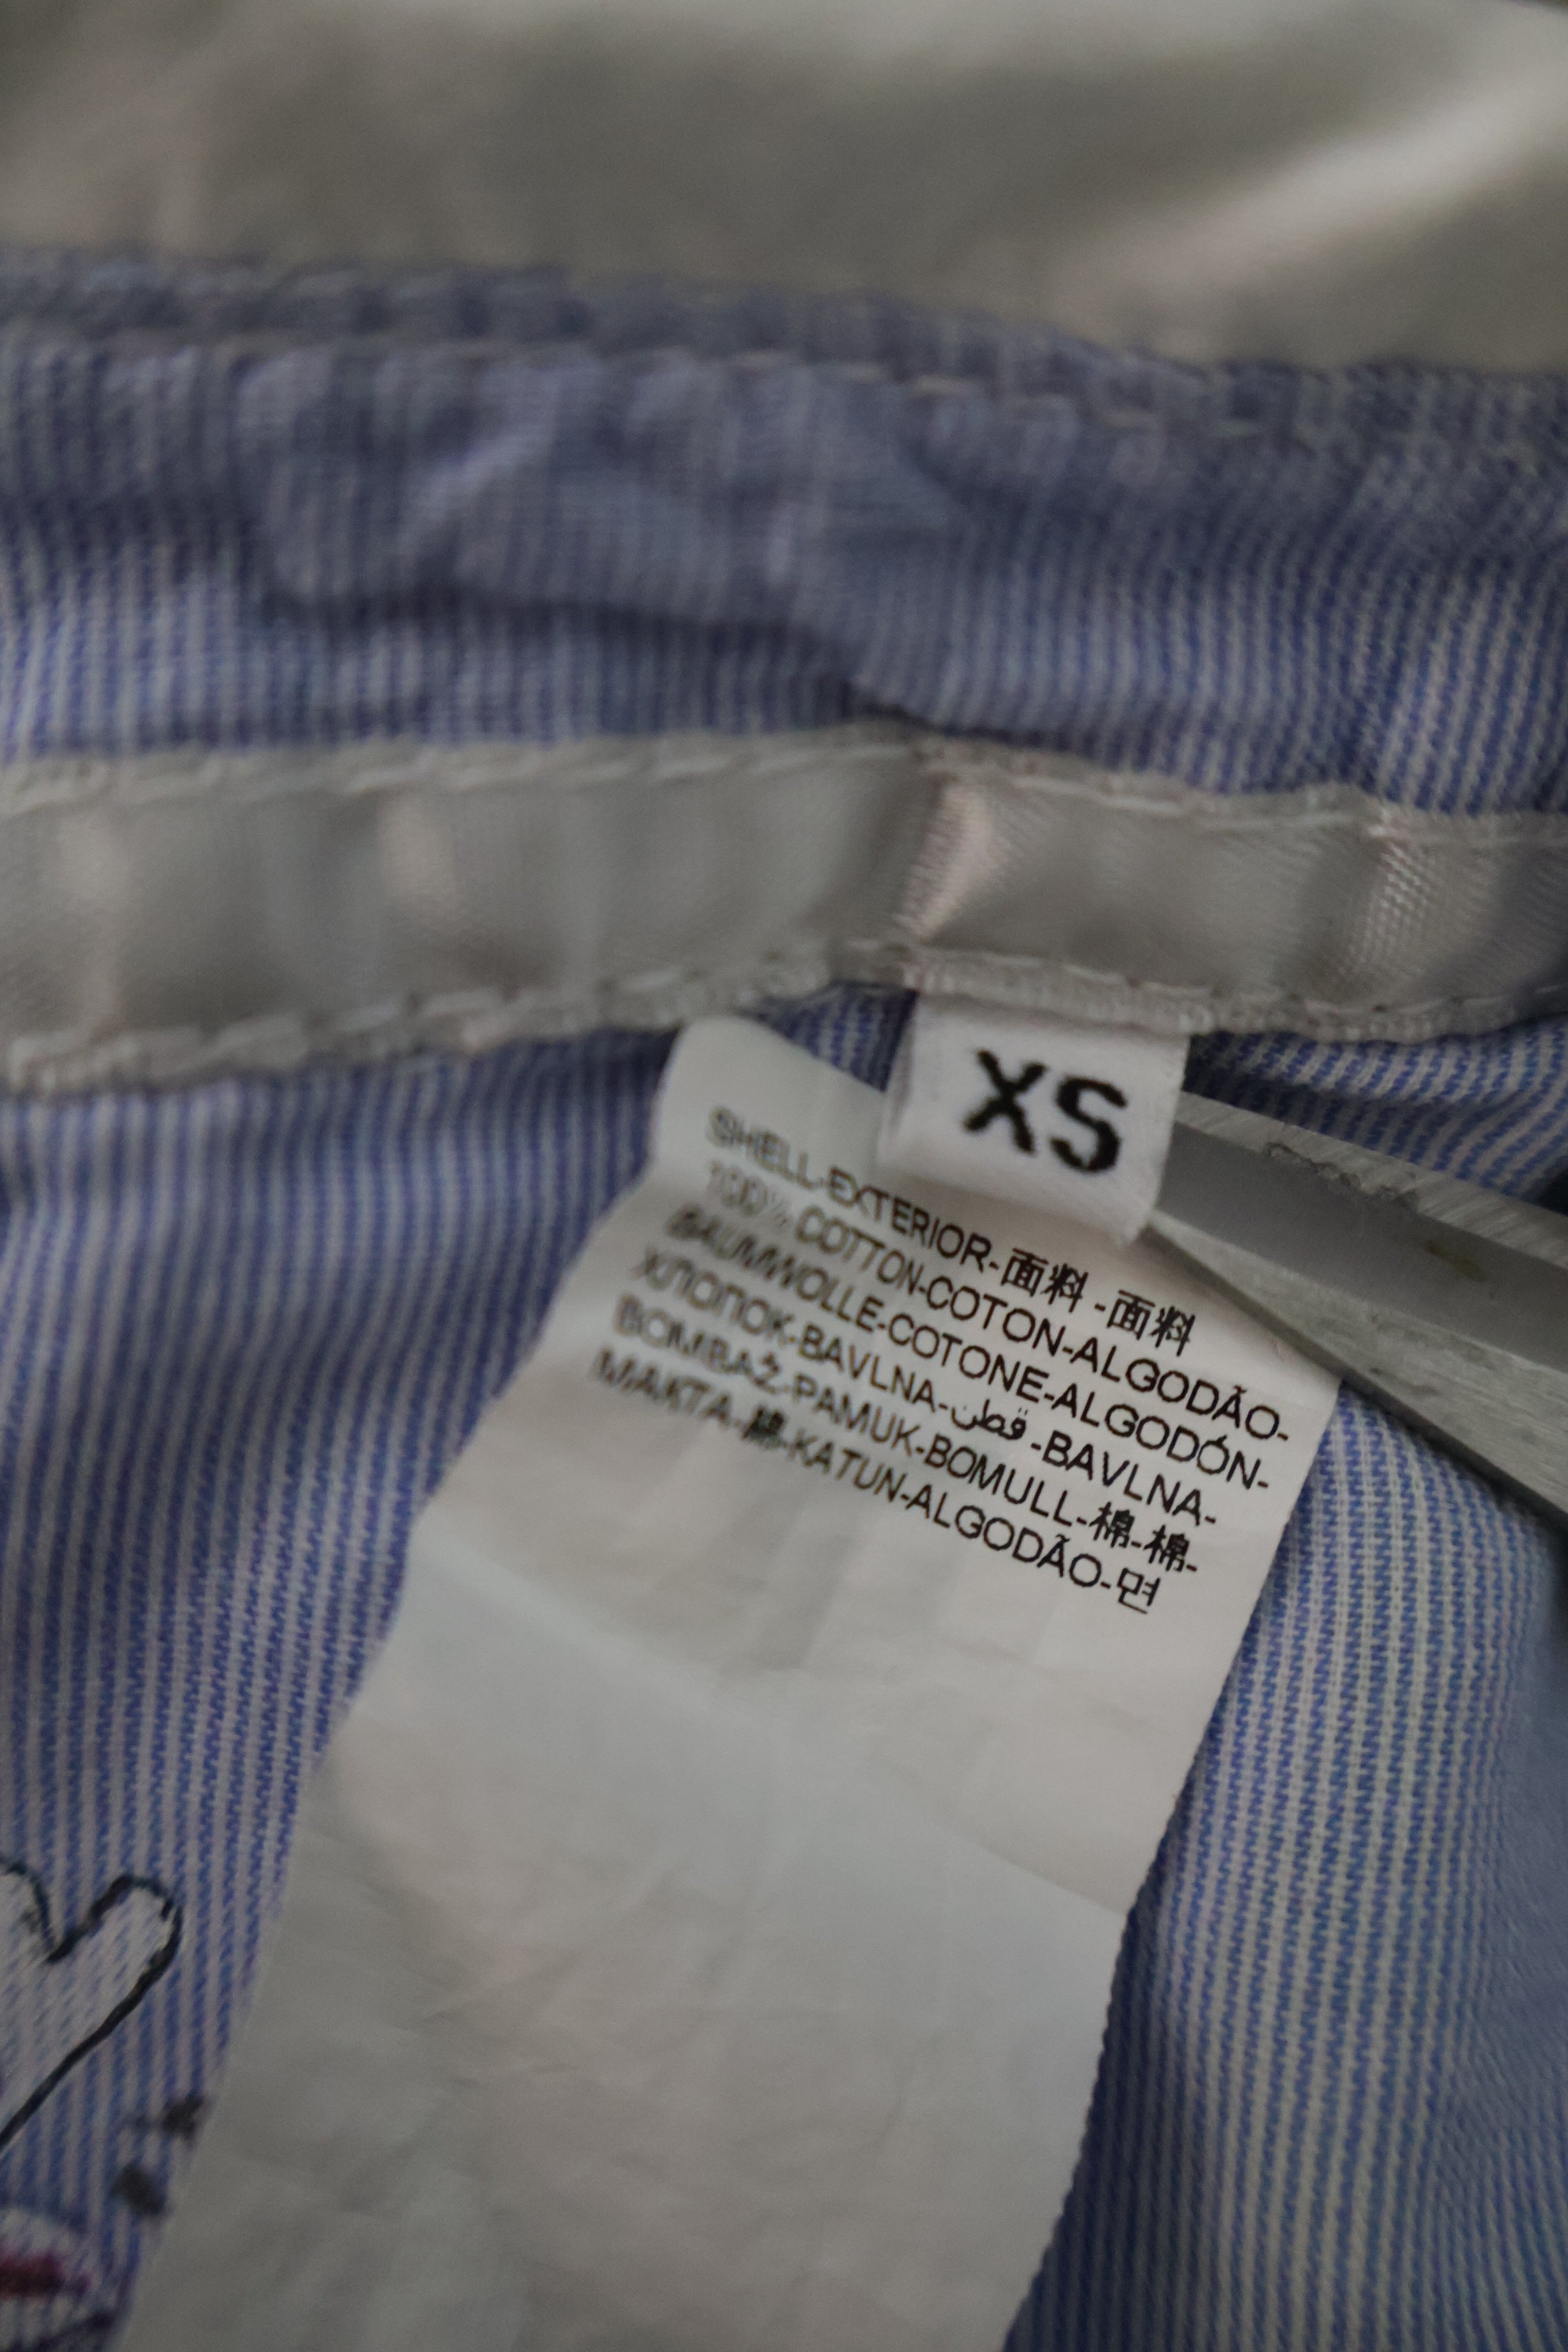 XS
SHELL-EXTERIOR-面料-面料
100% COTTON-COTON-ALGODÃO-
BAUMWOLLE-COTONE-ALGODÓN-
ХЛОПОК-BAVLNA-قطن-BAVLNA-
BOMBAŽ-PAMUK-BOMULL-棉-棉-
MAKTA-綿-KATUN-ALGODÃO-면